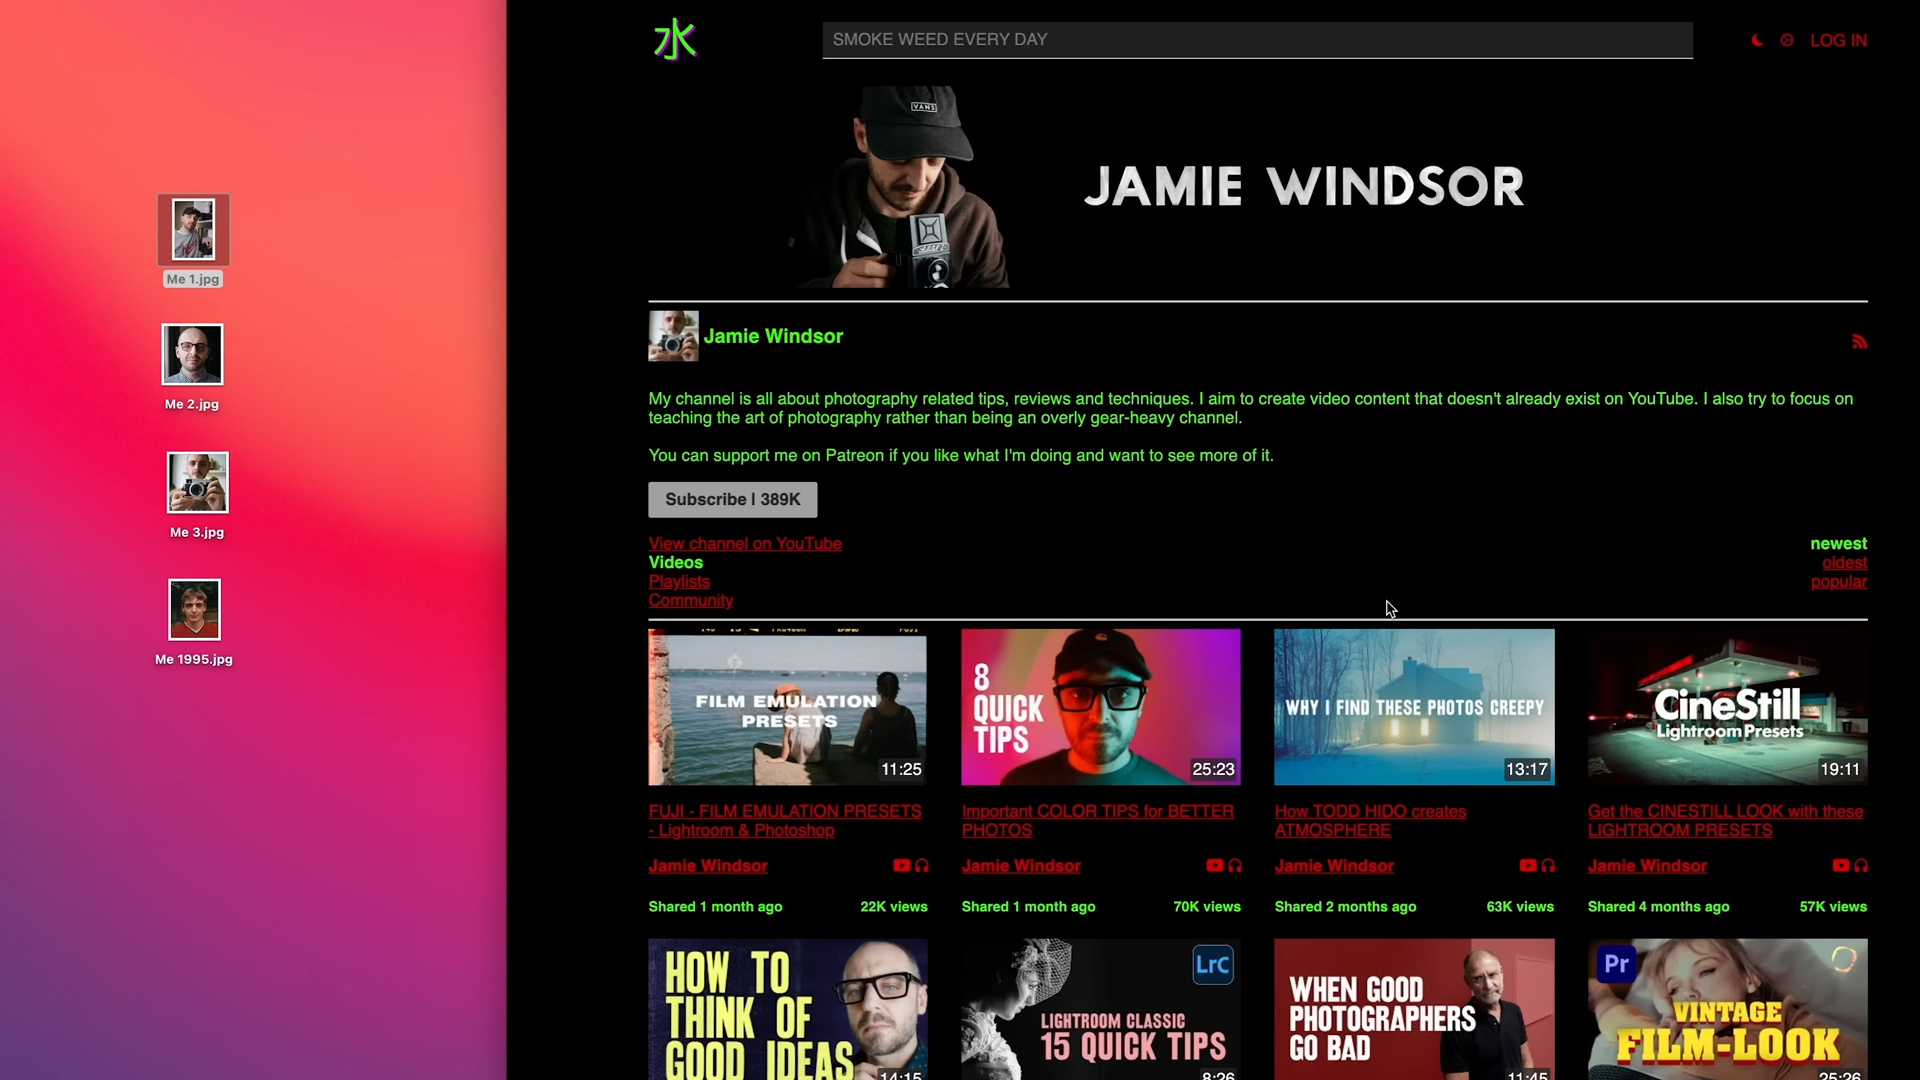 水
SMOKE WEED EVERY DAY
LOG IN
VANS
JAMIE WINDSOR
Me 1.jpg
Me 2.jpg
Me 3.jpg
Me 1995.jpg
Jamie Windsor
My channel is all about photography related tips, reviews and techniques. I aim to create video content that doesn't already exist on YouTube. I also try to focus on
teaching the art of photography rather than being an overly gear-heavy channel.
You can support me on Patreon if you like what I'm doing and want to see more of it.
Subscribe | 389K
View channel on YouTube
Videos
Playlists
Community
newest
oldest
popular
FILM EMULATION
PRESETS
11:25
FUJI - FILM EMULATION PRESETS
- Lightroom & Photoshop
Jamie Windsor
Shared 1 month ago
22K views
8
QUICK
TIPS
25:23
Important COLOR TIPS for BETTER
PHOTOS
Jamie Windsor
Shared 1 month ago
70K views
WHY I FIND THESE PHOTOS CREEPY
13:17
How TODD HIDO creates
ATMOSPHERE
Jamie Windsor
Shared 2 months ago
63K views
CineStill
Lightroom Presets
19:11
Get the CINESTILL LOOK with these
LIGHTROOM PRESETS
Jamie Windsor
Shared 4 months ago
57K views
HOW TO
THINK OF
GOOD IDEAS
14:15
LrC
LIGHTROOM CLASSIC
15 QUICK TIPS
8:26
WHEN GOOD
PHOTOGRAPHERS
GO BAD
11:45
Pr
VINTAGE
FILM-LOOK
25:26